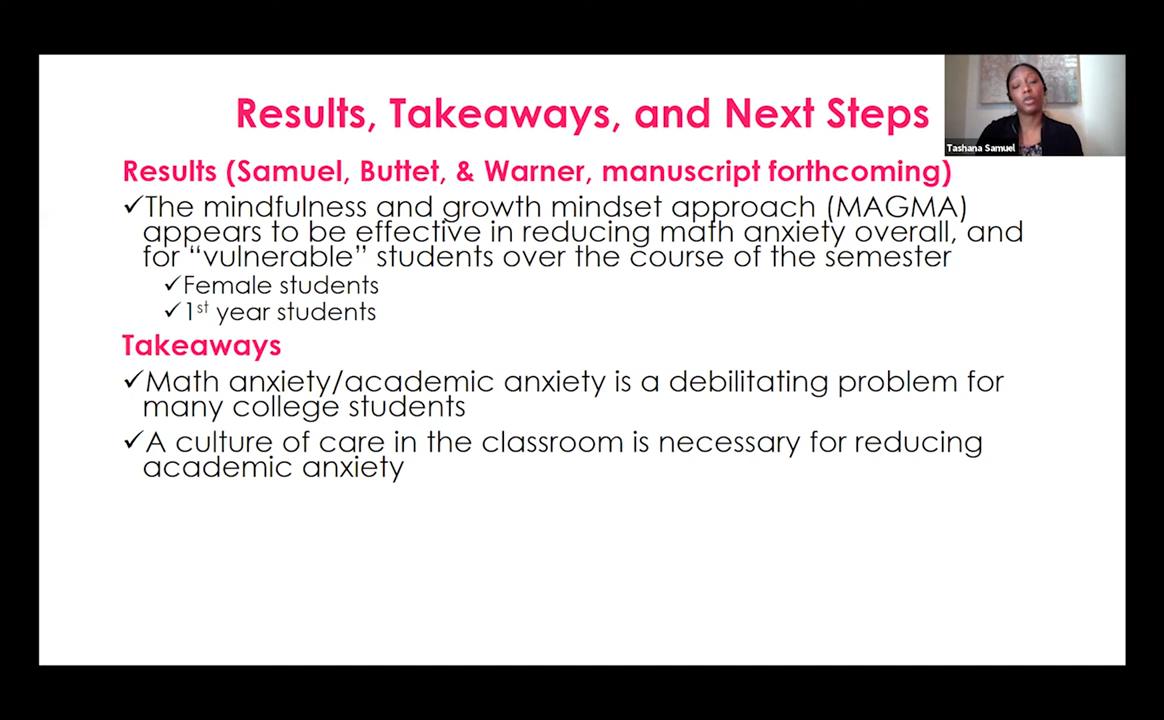 Results, Takeaways, and Next Steps
Tashana Samuel
Results (Samuel, Buttet, & Warner, manuscript forthcoming)
✓The mindfulness and growth mindset approach (MAGMA)
appears to be effective in reducing math anxiety overall, and
for “vulnerable” students over the course of the semester
✓Female students
✓1st year students
Takeaways
✓Math anxiety/academic anxiety is a debilitating problem for
many college students
✓A culture of care in the classroom is necessary for reducing
academic anxiety